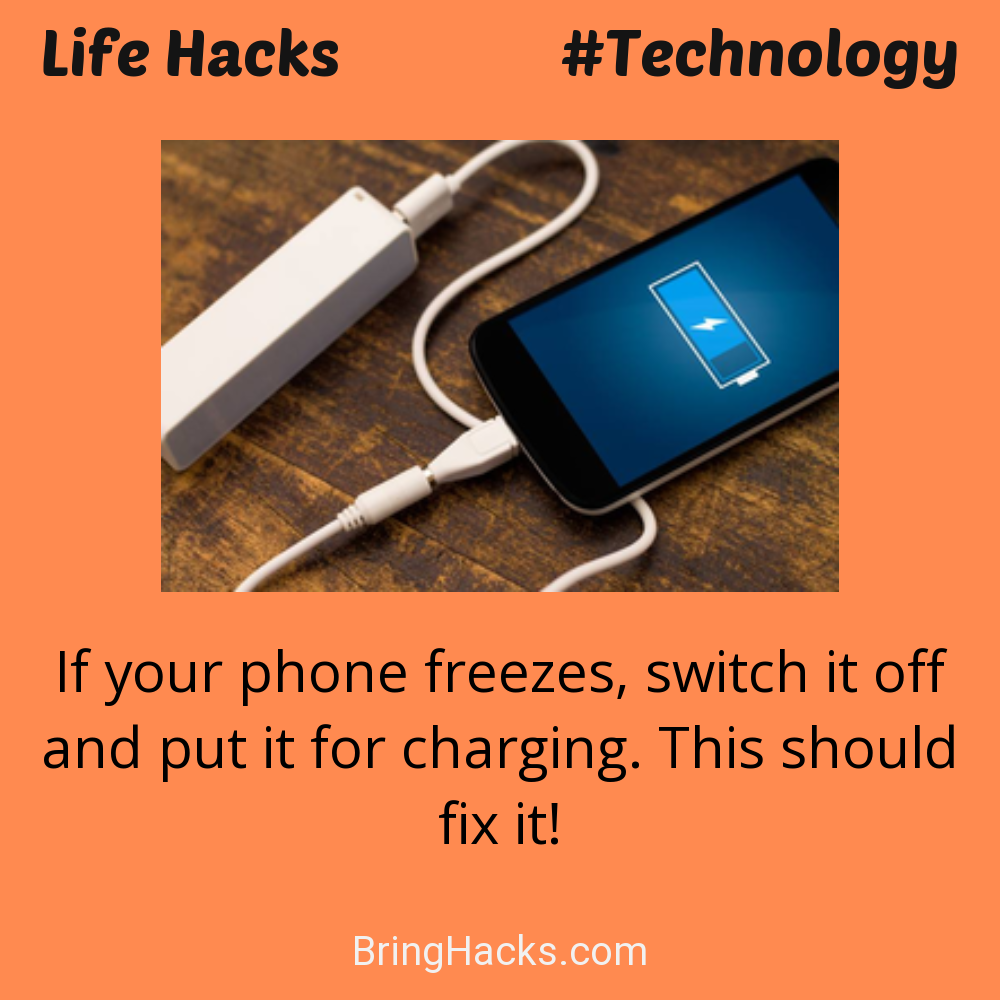 Life Hacks
#Technology
If your phone freezes, switch it off
and put it for charging. This should
fix it!
BringHacks.com